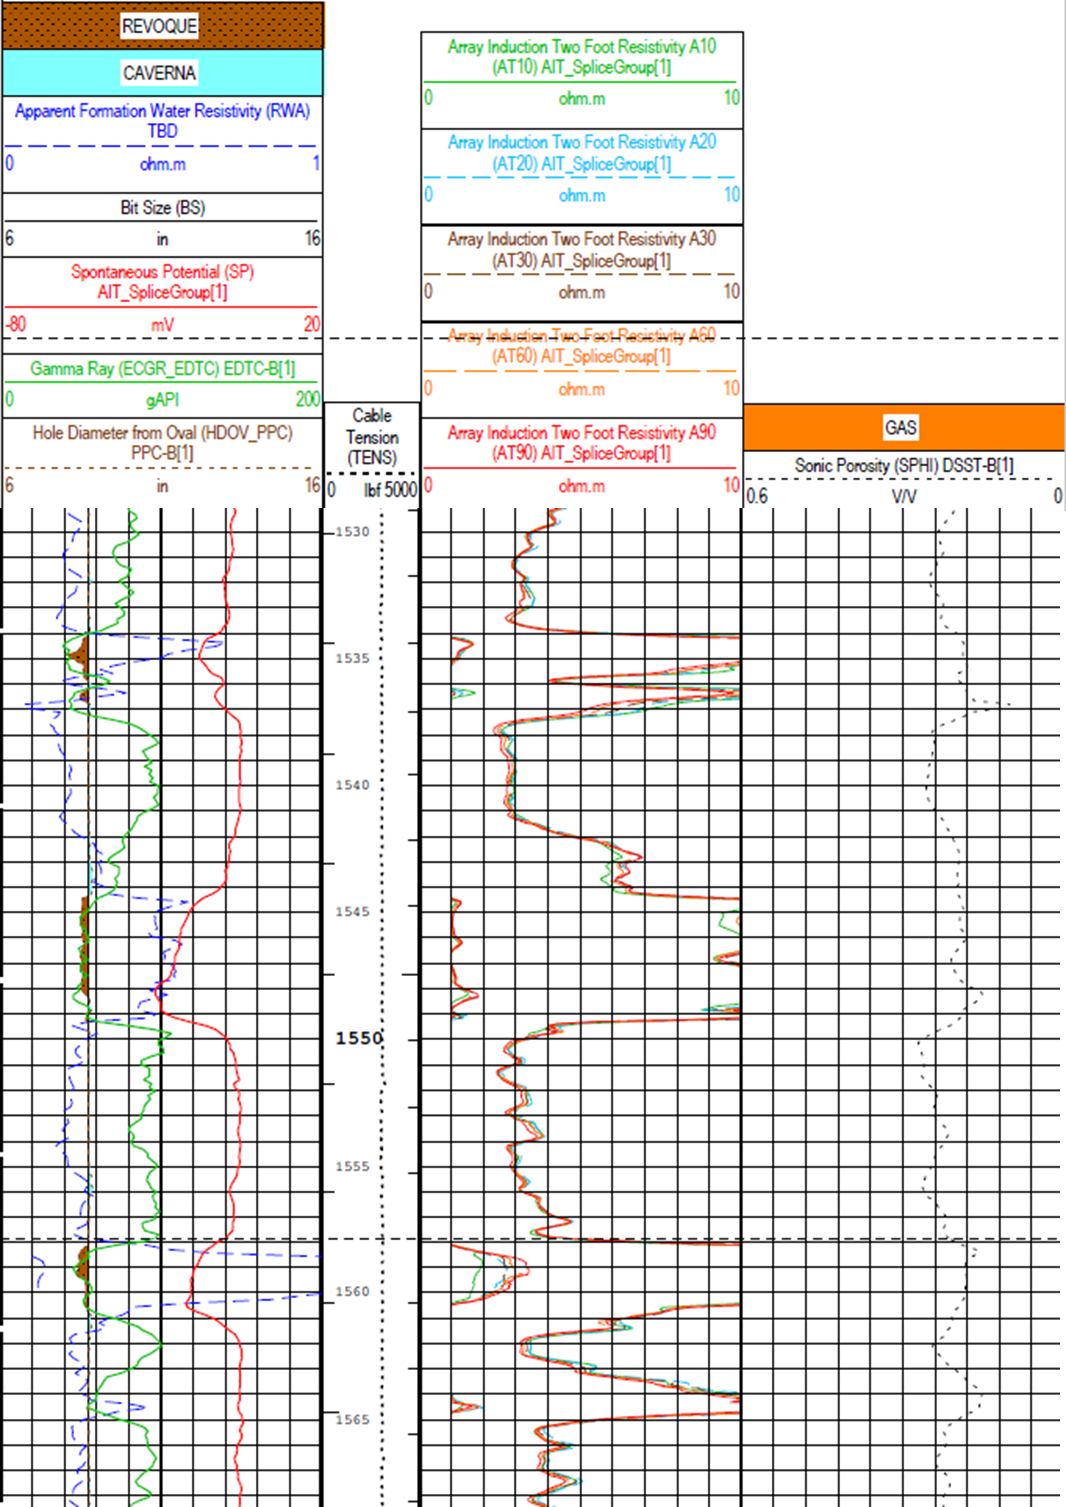 REVOQUE
CAVERNA
Apparent Formation Water Resistivity (RWA)
TBD
0 ohm.m 1
Bit Size (BS)
6 in 16
Spontaneous Potential (SP)
AIT_SpliceGroup[1]
-80 mV 20
Gamma Ray (ECGR_EDTC) EDTC-B[1]
0 gAPI 200
Hole Diameter from Oval (HDOV_PPC)
PPC-B[1]
6 in 16
Cable
Tension
(TENS)
0 lbf 5000
Array Induction Two Foot Resistivity A10
(AT10) AIT_SpliceGroup[1]
0 ohm.m 10
Array Induction Two Foot Resistivity A20
(AT20) AIT_SpliceGroup[1]
0 ohm.m 10
Array Induction Two Foot Resistivity A30
(AT30) AIT_SpliceGroup[1]
0 ohm.m 10
Array Induction Two Foot Resistivity A60
(AT60) AIT_SpliceGroup[1]
0 ohm.m 10
Array Induction Two Foot Resistivity A90
(AT90) AIT_SpliceGroup[1]
0 ohm.m 10
GAS
Sonic Porosity (SPHI) DSST-B[1]
0.6 V/V 0
1530
1535
1540
1545
1550
1555
1560
1565